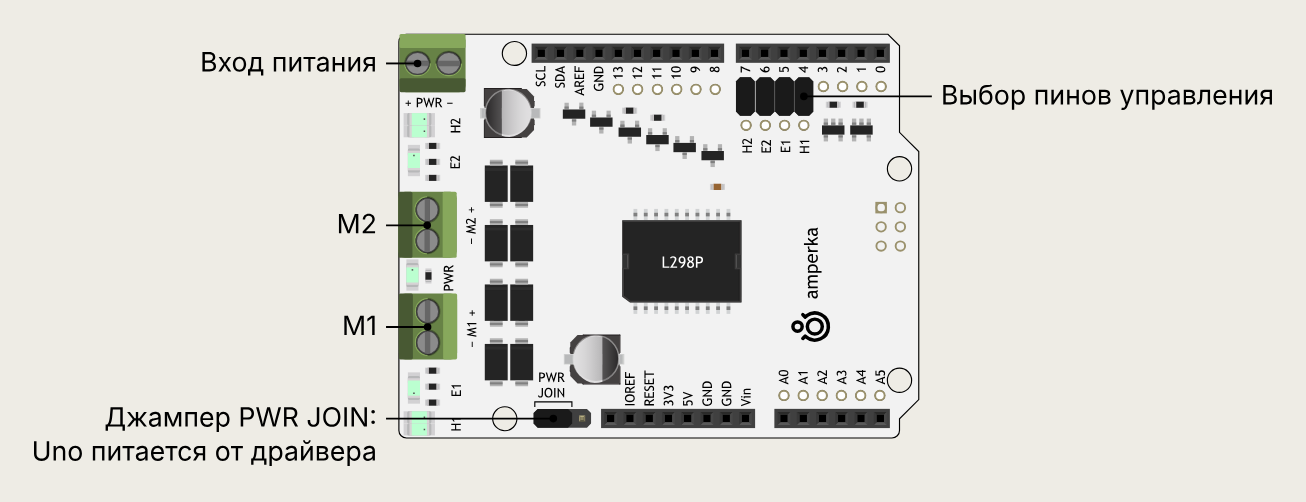 Вход питания
SCL SDA AREF GND 13 12 11 10 9 8
7 6 5 4 3 2 1 0
Выбор пинов управления
+ PWR −
H2
E2
H2 E2 E1 H1
M2
− M2 +
PWR
L298P
amperka
M1
− M1 +
E1
H1
PWR
JOIN
IOREF RESET 3V3 5V GND GND Vin
A0 A1 A2 A3 A4 A5
Джампер PWR JOIN:
Uno питается от драйвера